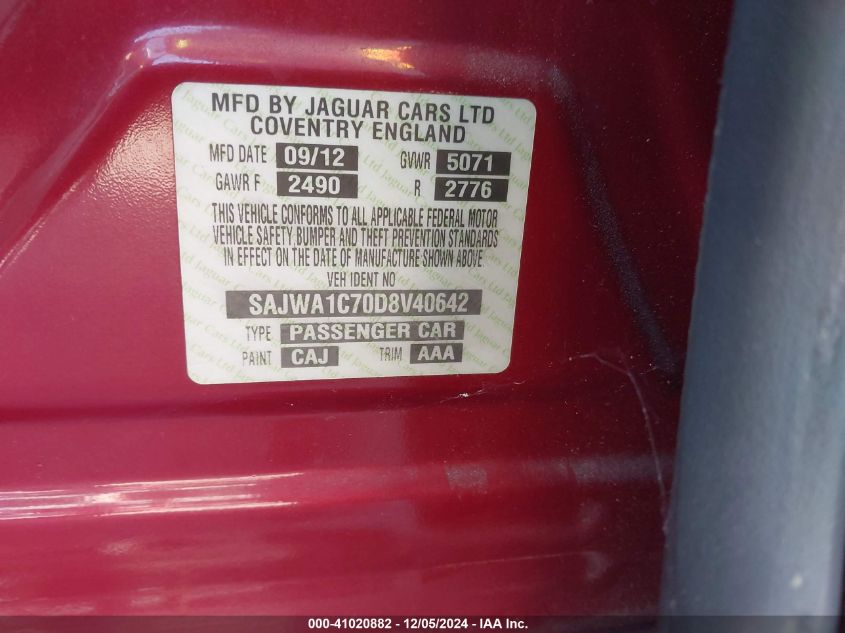 MFD BY JAGUAR CARS LTD
COVENTRY ENGLAND
MFD DATE 09/12 GVWR 5071
GAWR F 2490 R 2776
THIS VEHICLE CONFORMS TO ALL APPLICABLE FEDERAL MOTOR
VEHICLE SAFETY, BUMPER AND THEFT PREVENTION STANDARDS
IN EFFECT ON THE DATE OF MANUFACTURE SHOWN ABOVE
VEH IDENT NO
SAJWA1C70D8V40642
TYPE PASSENGER CAR
PAINT CAJ TRIM AAA
000-41020882 - 12/05/2024 - IAA Inc.